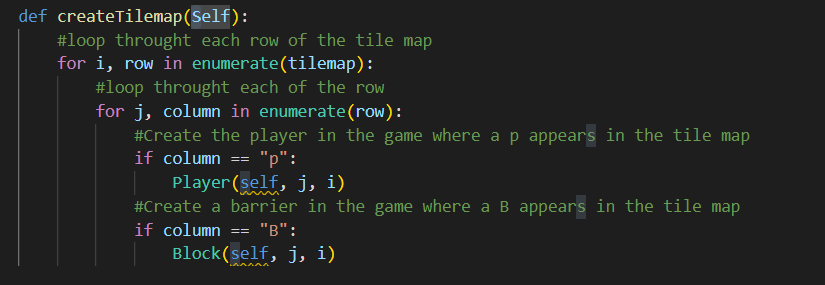 def createTilemap(Self):
#loop throught each row of the tile map
for i, row in enumerate(tilemap):
#loop throught each of the row
for j, column in enumerate(row):
#Create the player in the game where a p appears in the tile map
if column == "p":
Player(self, j, i)
#Create a barrier in the game where a B appears in the tile map
if column == "B":
Block(self, j, i)